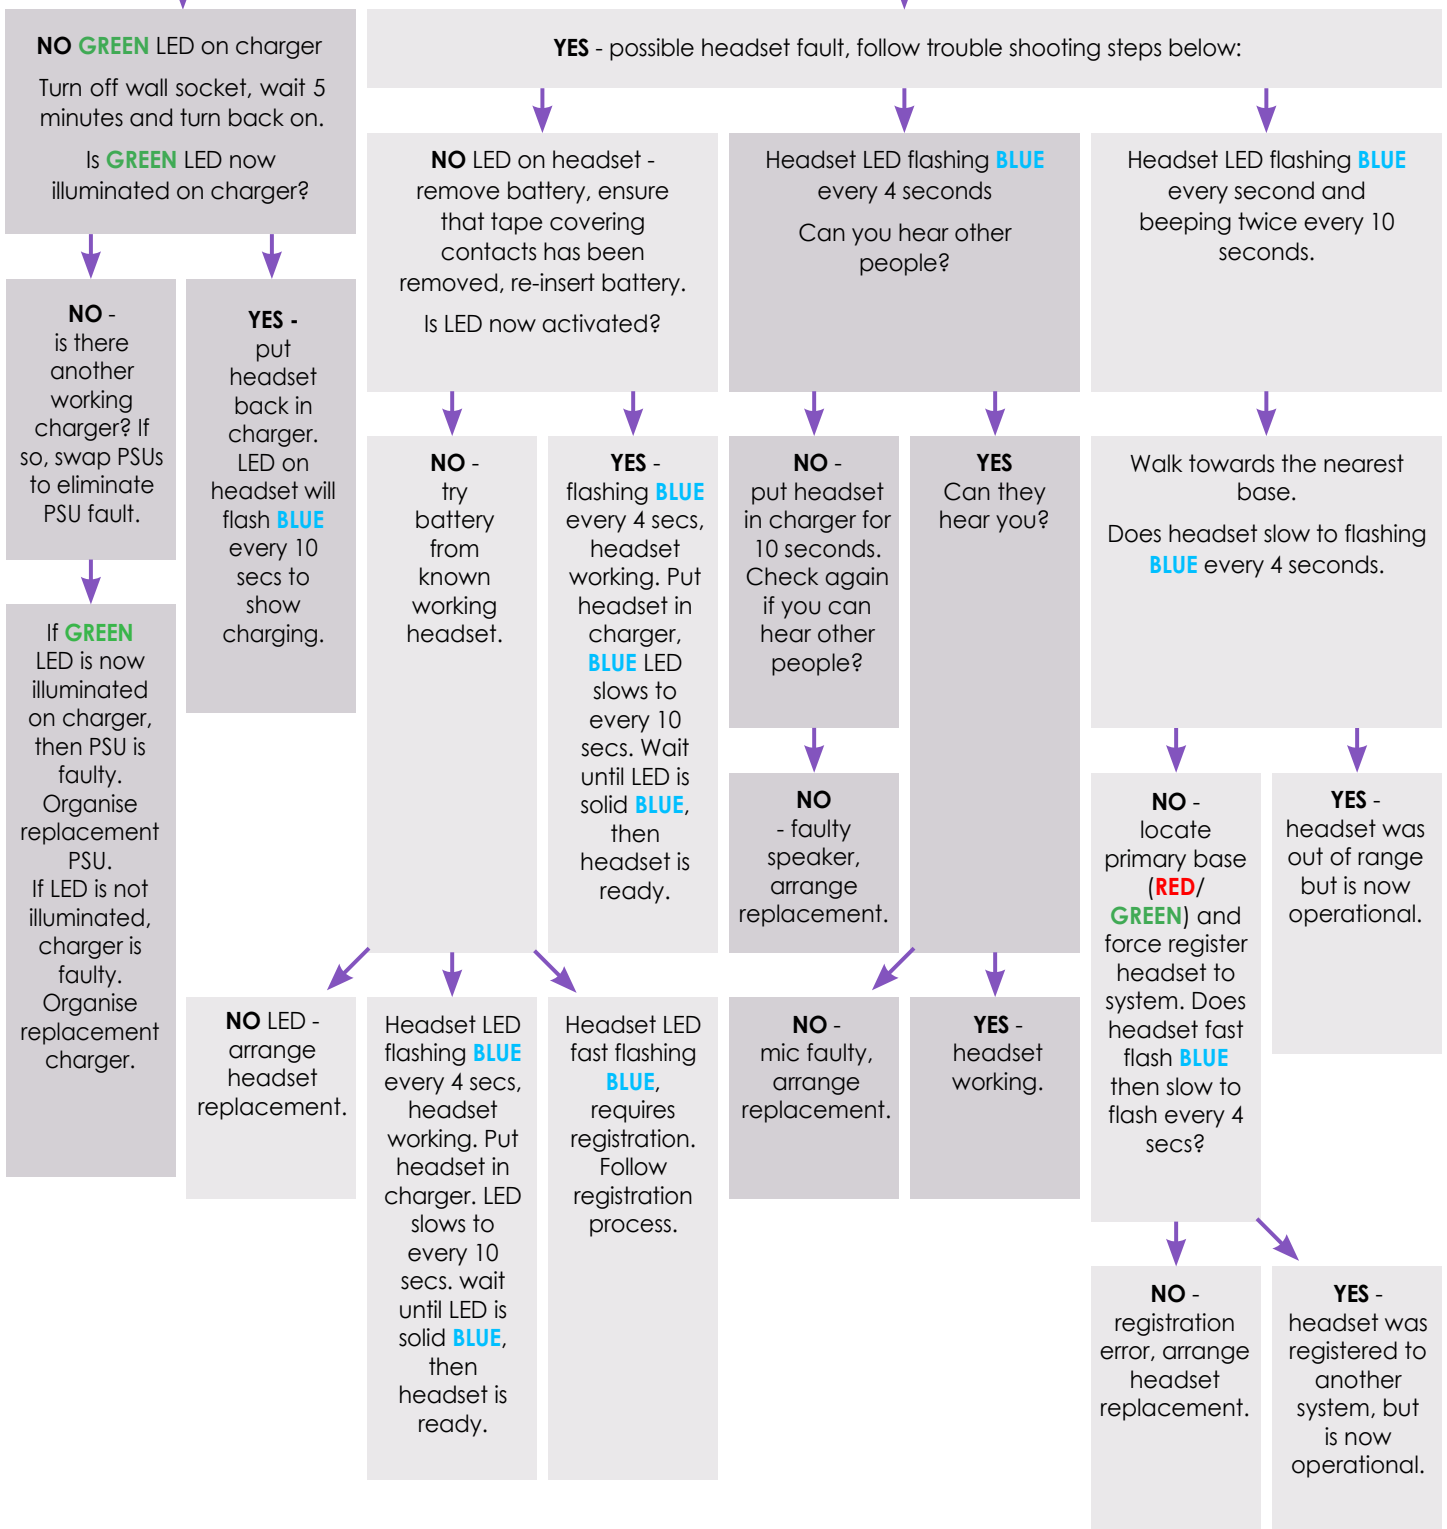 NO GREEN LED on charger
Turn off wall socket, wait 5
minutes and turn back on.
Is GREEN LED now
illuminated on charger?
YES - possible headset fault, follow trouble shooting steps below:
NO LED on headset -
remove battery, ensure
that tape covering
contacts has been
removed, re-insert battery.
Is LED now activated?
Headset LED flashing BLUE
every 4 seconds
Can you hear other
people?
Headset LED flashing BLUE
every second and
beeping twice every 10
seconds.
NO -
is there
another
working
charger? If
so, swap PSUs
to eliminate
PSU fault.
YES -
put
headset
back in
charger.
LED on
headset will
flash BLUE
every 10
secs to
show
charging.
If GREEN
LED is now
illuminated
on charger,
then PSU is
faulty.
Organise
replacement
PSU.
If LED is not
illuminated,
charger is
faulty.
Organise
replacement
charger.
NO -
try
battery
from
known
working
headset.
YES -
flashing BLUE
every 4 secs,
headset
working. Put
headset in
charger,
BLUE LED
slows to
every 10
secs. Wait
until LED is
solid BLUE,
then
headset is
ready.
NO -
put headset
in charger for
10 seconds.
Check again
if you can
hear other
people?
YES
Can they
hear you?
Walk towards the nearest
base.
Does headset slow to flashing
BLUE every 4 seconds.
NO
- faulty
speaker,
arrange
replacement.
NO -
locate
primary base
(RED/
GREEN) and
force register
headset to
system. Does
headset fast
flash BLUE
then slow to
flash every 4
secs?
YES -
headset was
out of range
but is now
operational.
NO LED -
arrange
headset
replacement.
Headset LED
flashing BLUE
every 4 secs,
headset
working. Put
headset in
charger. LED
slows to
every 10
secs. wait
until LED is
solid BLUE,
then
headset is
ready.
Headset LED
fast flashing
BLUE,
requires
registration.
Follow
registration
process.
NO -
mic faulty,
arrange
replacement.
YES -
headset
working.
NO -
registration
error, arrange
headset
replacement.
YES -
headset was
registered to
another
system, but
is now
operational.